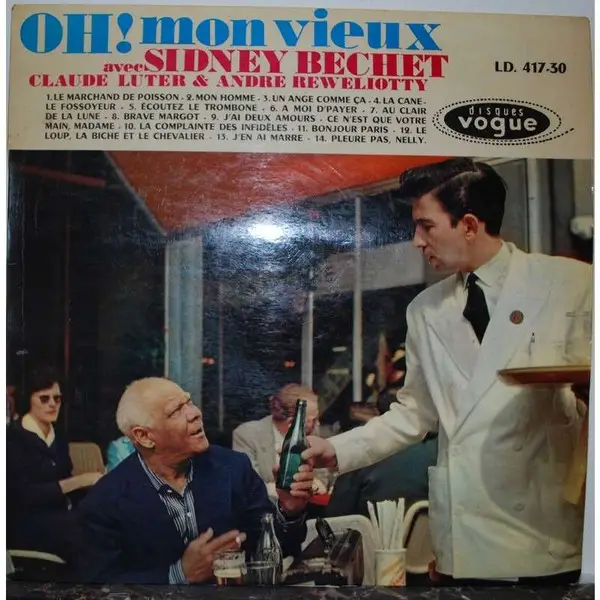 OH! mon vieux
avec SIDNEY BECHET
CLAUDE LUTER & ANDRE REWELIOTTY
LD. 417-30
1. LE MARCHAND DE POISSON - 2. MON HOMME - 3. UN ANGE COMME ÇA - 4. LA CANE -
LE FOSSOYEUR - 5. ÉCOUTEZ LE TROMBONE - 6. A MOI D'PAYER - 7. AU CLAIR
DE LA LUNE - 8. BRAVE MARGOT - 9. J'AI DEUX AMOURS - CE N'EST QUE VOTRE
MAIN, MADAME - 10. LA COMPLAINTE DES INFIDÈLES - 11. BONJOUR PARIS - 12. LE
LOUP, LA BICHE ET LE CHEVALIER - 13. J'EN AI MARRE - 14. PLEURE PAS, NELLY.
disques
vogue